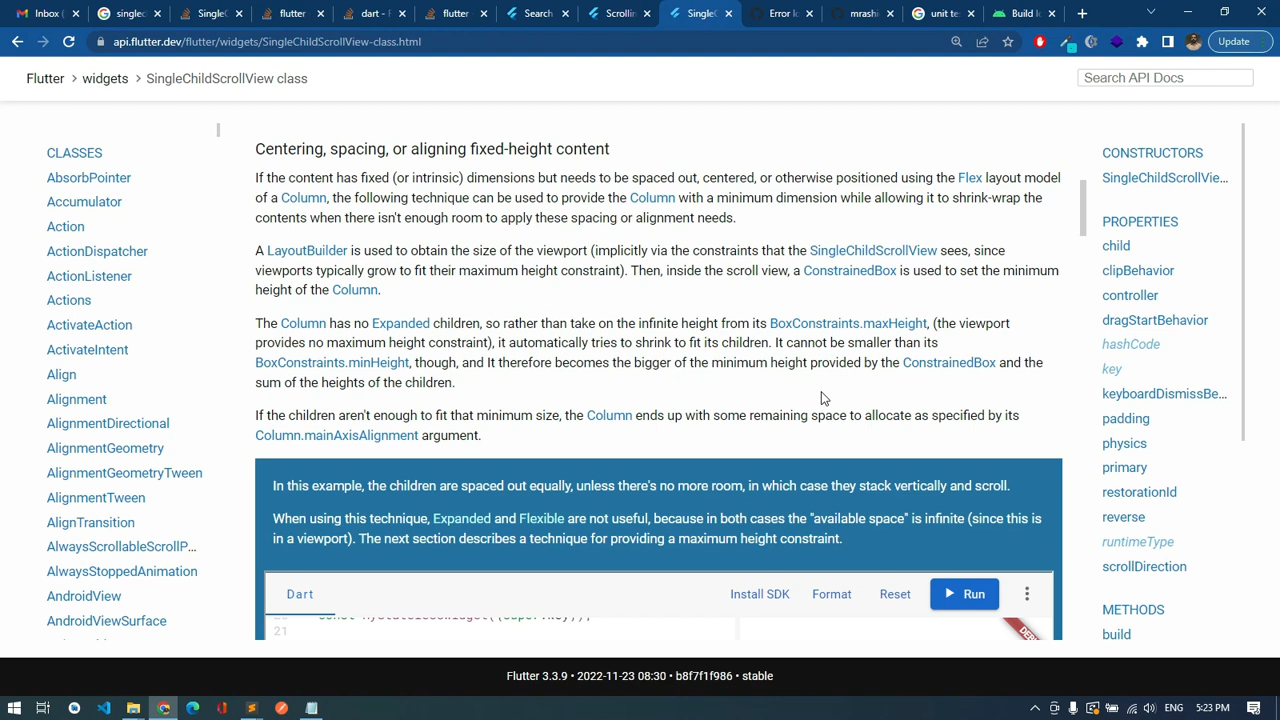 Inbox (
singlec
SingleC
flutter
dart - F
flutter
Search
Scrollin
SingleC
Error lo
mrashi
unit te
Build l
api.flutter.dev/flutter/widgets/SingleChildScrollView-class.html
Update
Flutter > widgets > SingleChildScrollView class
Search API Docs
CLASSES
AbsorbPointer
Accumulator
Action
ActionDispatcher
ActionListener
Actions
ActivateAction
ActivateIntent
Align
Alignment
AlignmentDirectional
AlignmentGeometry
AlignmentGeometryTween
AlignmentTween
AlignTransition
AlwaysScrollableScrollP...
AlwaysStoppedAnimation
AndroidView
AndroidViewSurface
Centering, spacing, or aligning fixed-height content
If the content has fixed (or intrinsic) dimensions but needs to be spaced out, centered, or otherwise positioned using the Flex layout model
of a Column, the following technique can be used to provide the Column with a minimum dimension while allowing it to shrink-wrap the
contents when there isn't enough room to apply these spacing or alignment needs.
A LayoutBuilder is used to obtain the size of the viewport (implicitly via the constraints that the SingleChildScrollView sees, since
viewports typically grow to fit their maximum height constraint). Then, inside the scroll view, a ConstrainedBox is used to set the minimum
height of the Column.
The Column has no Expanded children, so rather than take on the infinite height from its BoxConstraints.maxHeight, (the viewport
provides no maximum height constraint), it automatically tries to shrink to fit its children. It cannot be smaller than its
BoxConstraints.minHeight, though, and It therefore becomes the bigger of the minimum height provided by the ConstrainedBox and the
sum of the heights of the children.
If the children aren't enough to fit that minimum size, the Column ends up with some remaining space to allocate as specified by its
Column.mainAxisAlignment argument.
In this example, the children are spaced out equally, unless there's no more room, in which case they stack vertically and scroll.
When using this technique, Expanded and Flexible are not useful, because in both cases the "available space" is infinite (since this is
in a viewport). The next section describes a technique for providing a maximum height constraint.
Dart
Install SDK
Format
Reset
Run
21
CONSTRUCTORS
SingleChildScrollVie...
PROPERTIES
child
clipBehavior
controller
dragStartBehavior
hashCode
key
keyboardDismissBe...
padding
physics
primary
restorationId
reverse
runtimeType
scrollDirection
METHODS
build
Flutter 3.3.9 • 2022-11-23 08:30 • b8f7f1f986 • stable
ENG
5:23 PM